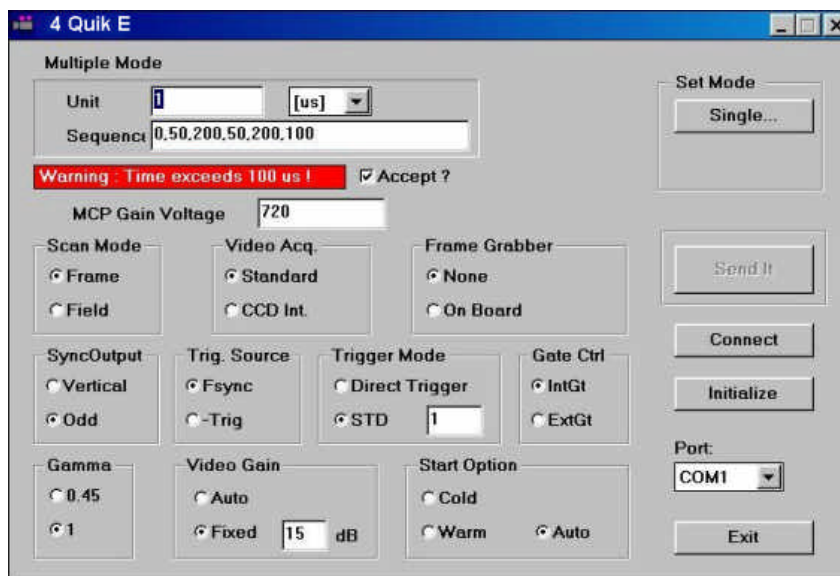 4 Quik E
Multiple Mode
Unit 1 [us]
Sequence 0,50,200,50,200,100
Warning : Time exceeds 100 us ! Accept ?
MCP Gain Voltage 720
Set Mode
Single...
Scan Mode
Frame
Field
Video Acq.
Standard
CCD Int.
Frame Grabber
None
On Board
Send It
SyncOutput
Vertical
Odd
Trig. Source
Fsync
-Trig
Trigger Mode
Direct Trigger
STD 1
Gate Ctrl
IntGt
ExtGt
Connect
Initialize
Gamma
0.45
1
Video Gain
Auto
Fixed 15 dB
Start Option
Cold
Warm Auto
Port:
COM1
Exit